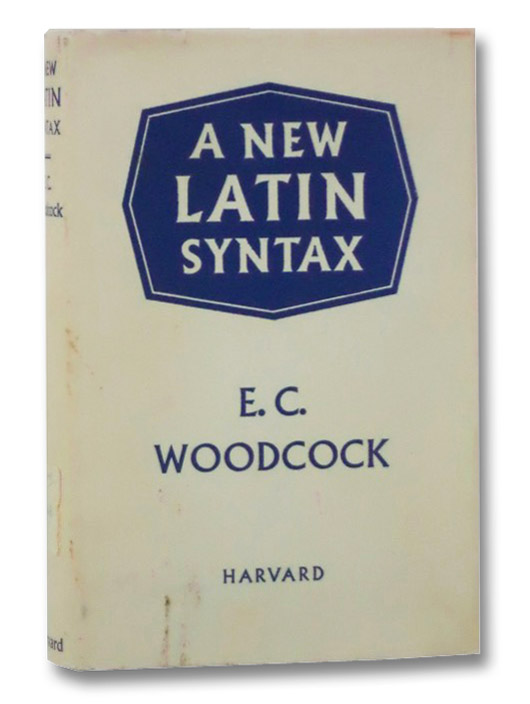 A NEW
LATIN
SYNTAX
E. C.
WOODCOCK
HARVARD